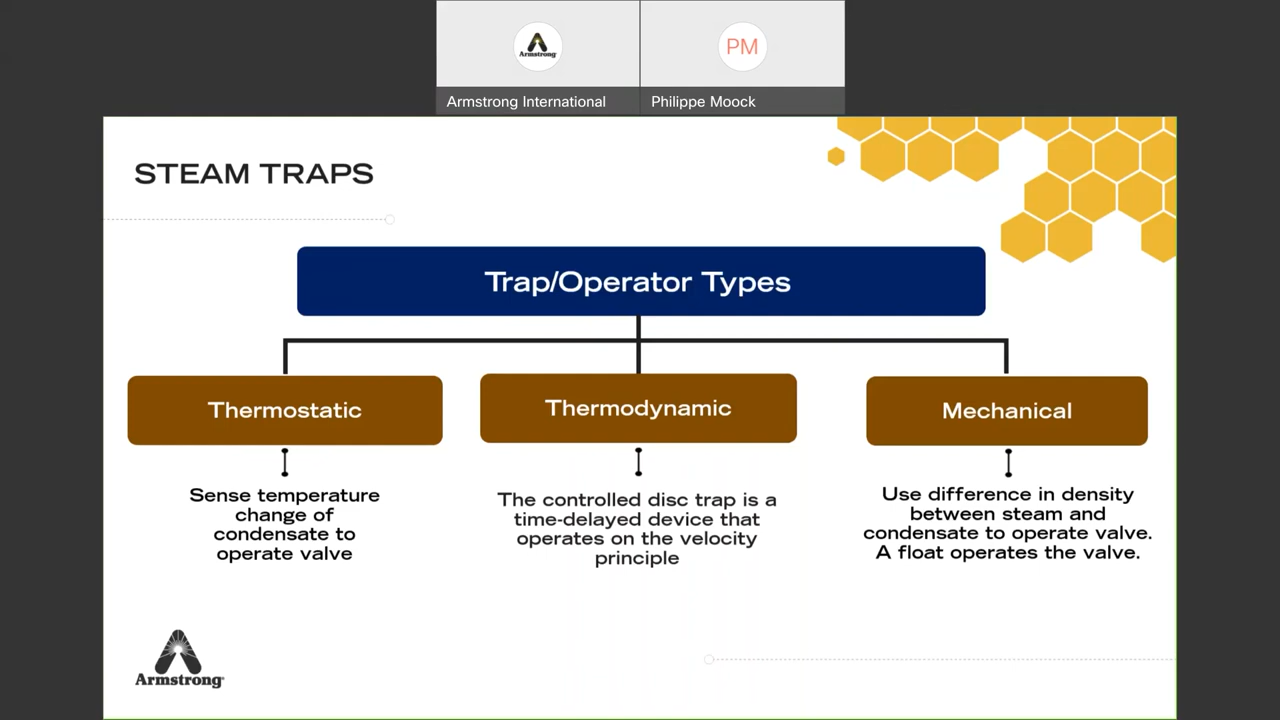 Armstrong
PM
Armstrong International
Philippe Moock
STEAM TRAPS
Trap/Operator Types
Thermostatic
Thermodynamic
Mechanical
Sense temperature
change of
condensate to
operate valve
The controlled disc trap is a
time-delayed device that
operates on the velocity
principle
Use difference in density
between steam and
condensate to operate valve.
A float operates the valve.
Armstrong